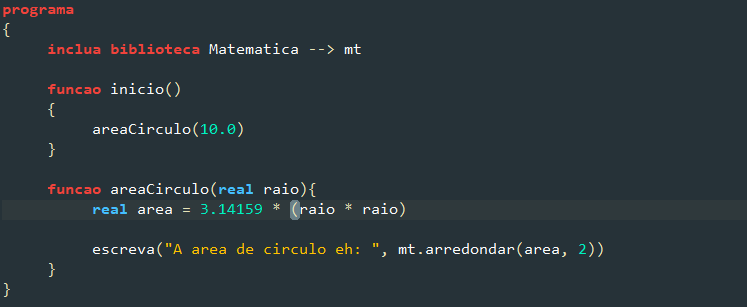 programa
{
inclua biblioteca Matematica --> mt
funcao inicio()
{
areaCirculo(10.0)
}
funcao areaCirculo(real raio){
real area = 3.14159 * (raio * raio)
escreva("A area de circulo eh: ", mt.arredondar(area, 2))
}
}